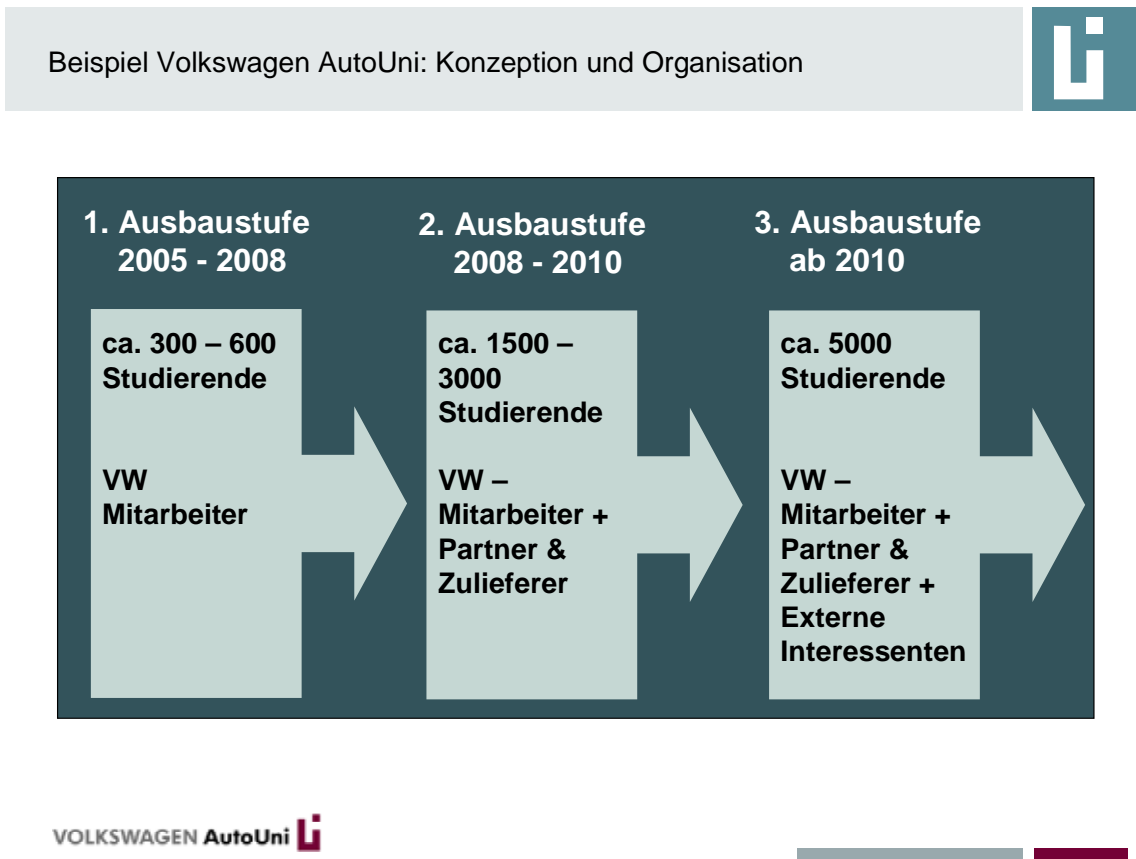 Beispiel Volkswagen AutoUni: Konzeption und Organisation
1. Ausbaustufe
2005 - 2008
ca. 300 – 600
Studierende
VW
Mitarbeiter
2. Ausbaustufe
2008 - 2010
ca. 1500 –
3000
Studierende
VW –
Mitarbeiter +
Partner &
Zulieferer
3. Ausbaustufe
ab 2010
ca. 5000
Studierende
VW –
Mitarbeiter +
Partner &
Zulieferer +
Externe
Interessenten
VOLKSWAGEN AutoUni